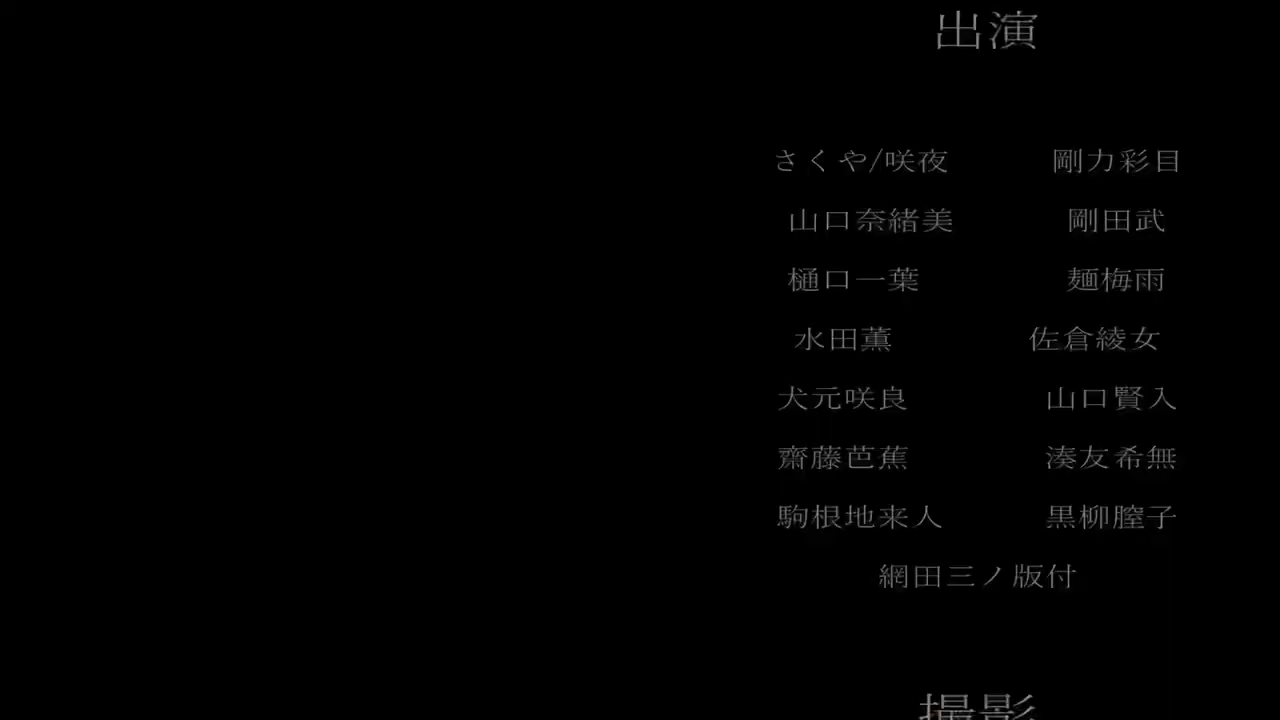 出演
さくや/咲夜 剛力彩目
山口奈緒美 剛田武
樋口一葉 麺梅雨
水田薫 佐倉綾女
犬元咲良 山口賢入
齋藤芭蕉 湊友希無
駒根地来人 黒柳膣子
網田三ノ版付
撮影